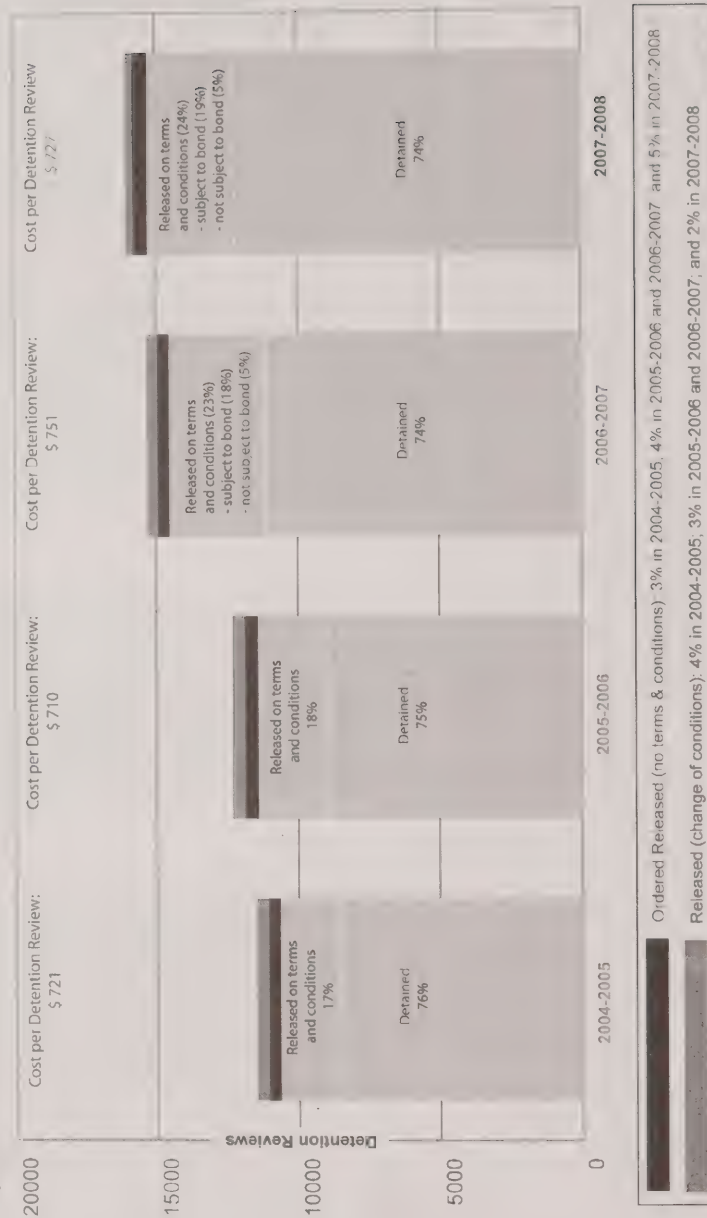 Cost per Detention Review:
$ 721
Cost per Detention Review:
$ 710
Cost per Detention Review:
$ 751
Cost per Detention Review
$ 727
20000
15000
10000
5000
0
Detention Reviews
Released on terms
and conditions
17%
Detained
76%
2004-2005
Released on terms
and conditions
18%
Detained
75%
2005-2006
Released on terms
and conditions (23%)
- subject to bond (18%)
- not subject to bond (5%)
Detained
74%
2006-2007
Released on terms
and conditions (24%)
- subject to bond (19%)
- not subject to bond (5%)
Detained
74%
2007-2008
Ordered Released (no terms & conditions): 3% in 2004-2005, 4% in 2005-2006 and 2006-2007 and 5% in 2007-2008
Released (change of conditions): 4% in 2004-2005; 3% in 2005-2006 and 2006-2007; and 2% in 2007-2008